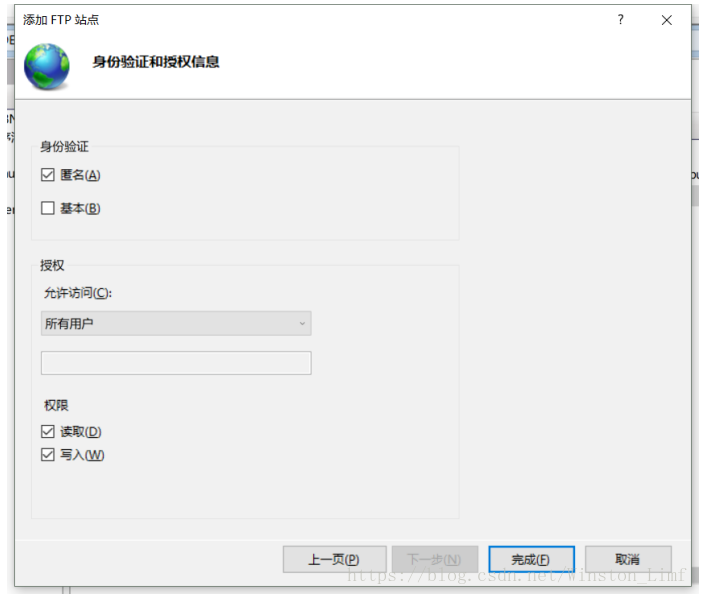 添加 FTP 站点
身份验证和授权信息
身份验证
匿名(A)
基本(B)
授权
允许访问(C):
所有用户
权限
读取(D)
写入(W)
上一页(P) 下一步(N) 完成(F) 取消
https://blog.csdn.net/Winston_Limf